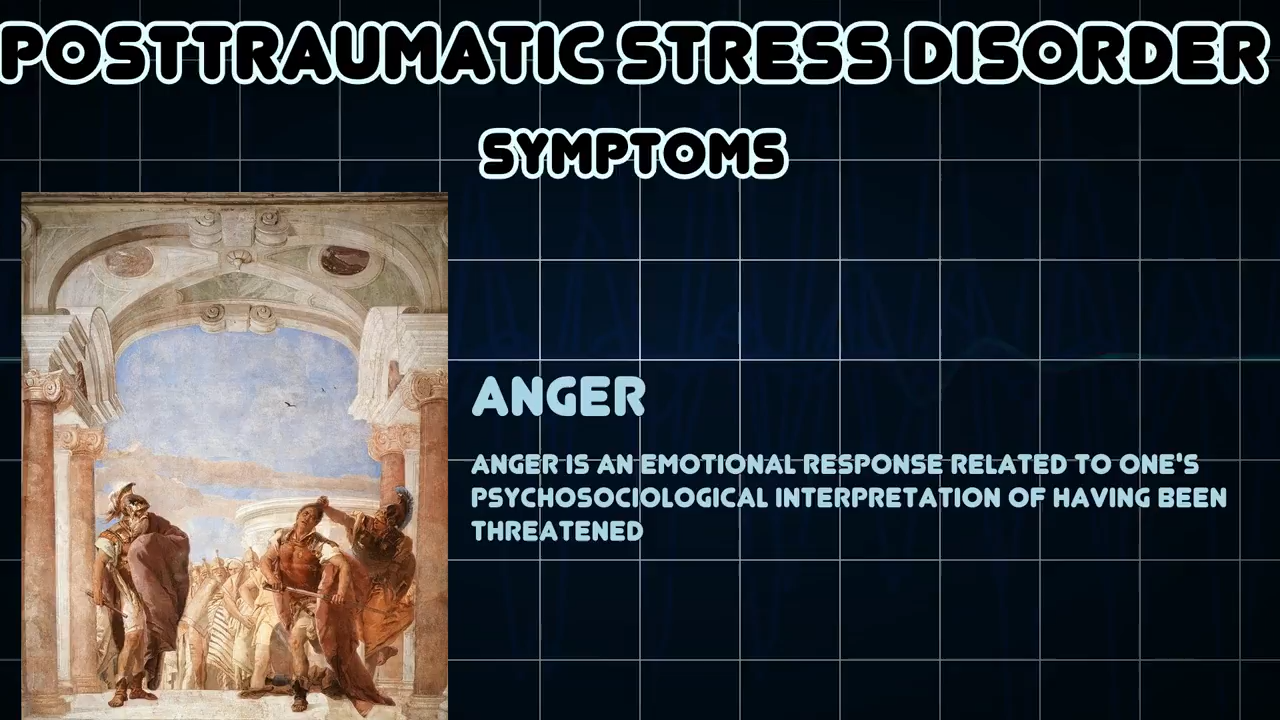 POSTTRAUMATIC STRESS DISORDER
SYMPTOMS
ANGER
ANGER IS AN EMOTIONAL RESPONSE RELATED TO ONE'S
PSYCHOSOCIOLOGICAL INTERPRETATION OF HAVING BEEN
THREATENED